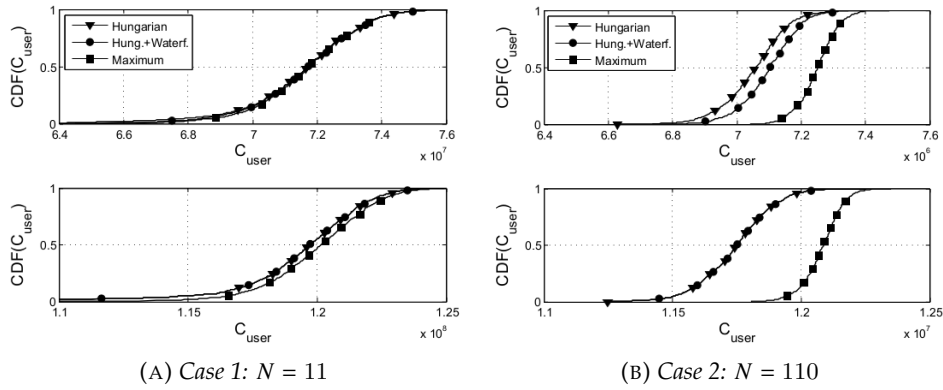 CDF(C_user)
1
0.5
0
Hungarian
Hung.+Waterf.
Maximum
6.4 6.6 6.8 7 7.2 7.4 7.6
x 10^7
C_user
CDF(C_user)
1
0.5
0
Hungarian
Hung.+Waterf.
Maximum
6.4 6.6 6.8 7 7.2 7.4 7.6
x 10^6
C_user
CDF(C_user)
1
0.5
0
1.1 1.15 1.2 1.25
x 10^8
C_user
CDF(C_user)
1
0.5
0
1.1 1.15 1.2 1.25
x 10^7
C_user
(A) Case 1: N = 11
(B) Case 2: N = 110